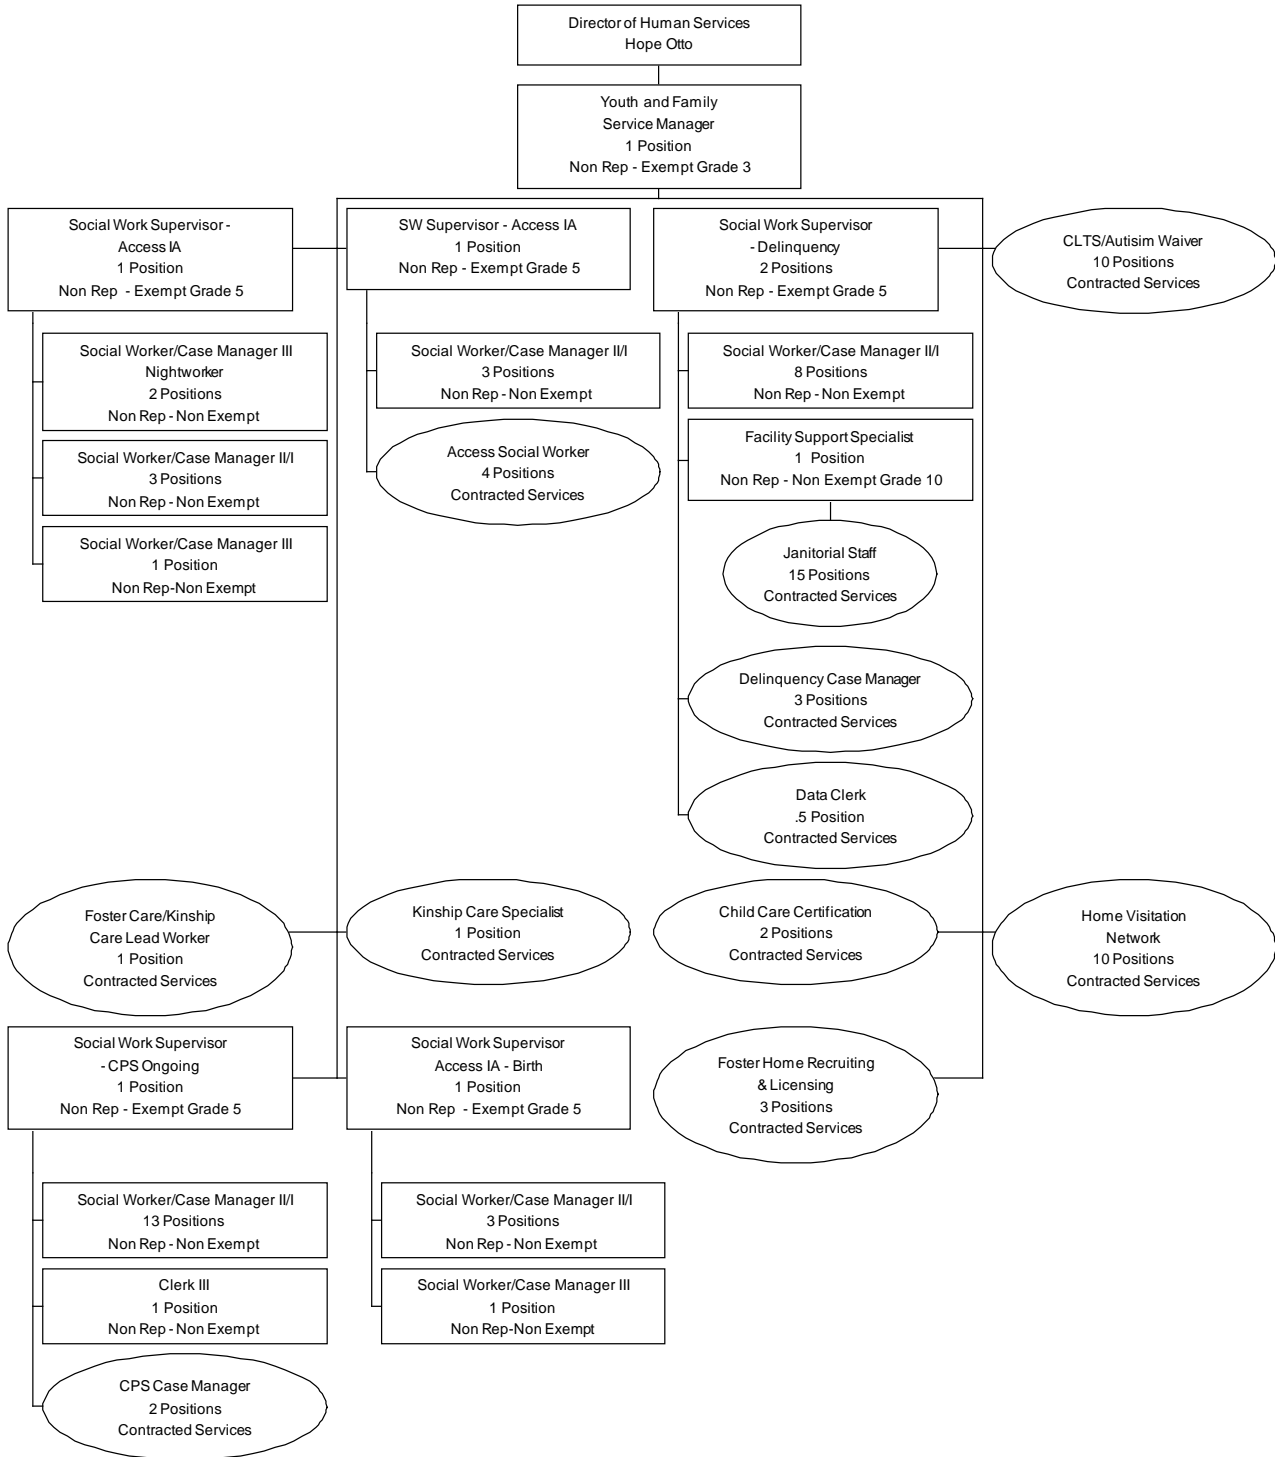 Director of Human Services
Hope Otto
Youth and Family
Service Manager
1 Position
Non Rep - Exempt Grade 3
Social Work Supervisor -
Access IA
1 Position
Non Rep - Exempt Grade 5
SW Supervisor - Access IA
1 Position
Non Rep - Exempt Grade 5
Social Work Supervisor
- Delinquency
2 Positions
Non Rep - Exempt Grade 5
CLTS/Autisim Waiver
10 Positions
Contracted Services
Social Worker/Case Manager III
Nightworker
2 Positions
Non Rep - Non Exempt
Social Worker/Case Manager II/I
3 Positions
Non Rep - Non Exempt
Social Worker/Case Manager III
1 Position
Non Rep-Non Exempt
Social Worker/Case Manager II/I
3 Positions
Non Rep - Non Exempt
Access Social Worker
4 Positions
Contracted Services
Social Worker/Case Manager II/I
8 Positions
Non Rep - Non Exempt
Facility Support Specialist
1 Position
Non Rep - Non Exempt Grade 10
Janitorial Staff
15 Positions
Contracted Services
Delinquency Case Manager
3 Positions
Contracted Services
Data Clerk
.5 Position
Contracted Services
Foster Care/Kinship
Care Lead Worker
1 Position
Contracted Services
Kinship Care Specialist
1 Position
Contracted Services
Child Care Certification
2 Positions
Contracted Services
Home Visitation
Network
10 Positions
Contracted Services
Social Work Supervisor
- CPS Ongoing
1 Position
Non Rep - Exempt Grade 5
Social Work Supervisor
Access IA - Birth
1 Position
Non Rep - Exempt Grade 5
Foster Home Recruiting
& Licensing
3 Positions
Contracted Services
Social Worker/Case Manager II/I
13 Positions
Non Rep - Non Exempt
Clerk III
1 Position
Non Rep - Non Exempt
CPS Case Manager
2 Positions
Contracted Services
Social Worker/Case Manager II/I
3 Positions
Non Rep - Non Exempt
Social Worker/Case Manager III
1 Position
Non Rep-Non Exempt